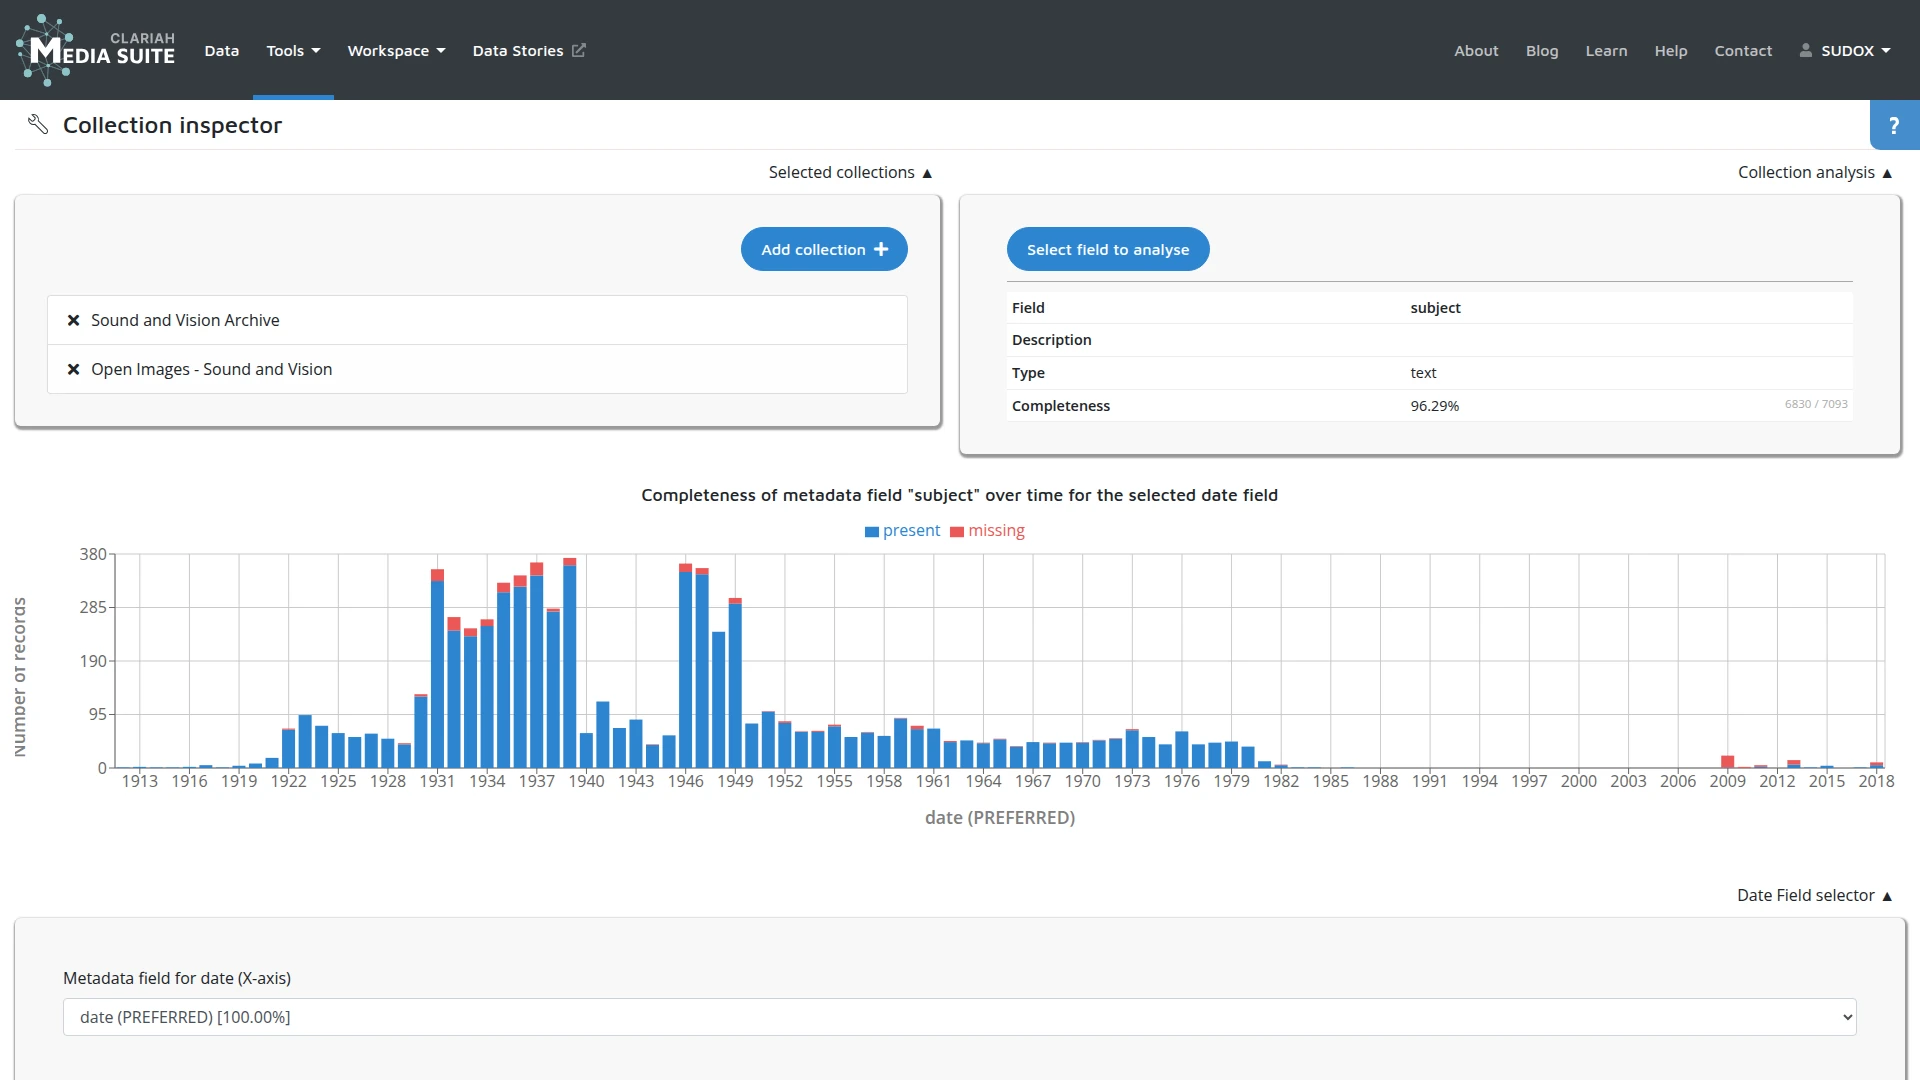 CLARIAH
MEDIA SUITE
Data
Tools
Workspace
Data Stories
About
Blog
Learn
Help
Contact
SUDOX
Collection inspector
?
Selected collections ▲
Collection analysis ▲
Add collection +
Select field to analyse
Sound and Vision Archive
Open Images - Sound and Vision
Field subject
Description
Type text
Completeness 96.29% 6830 / 7093
Completeness of metadata field "subject" over time for the selected date field
present missing
Number of records
380
285
190
95
0
1913 1916 1919 1922 1925 1928 1931 1934 1937 1940 1943 1946 1949 1952 1955 1958 1961 1964 1967 1970 1973 1976 1979 1982 1985 1988 1991 1994 1997 2000 2003 2006 2009 2012 2015 2018
date (PREFERRED)
Date Field selector ▲
Metadata field for date (X-axis)
date (PREFERRED) [100.00%]